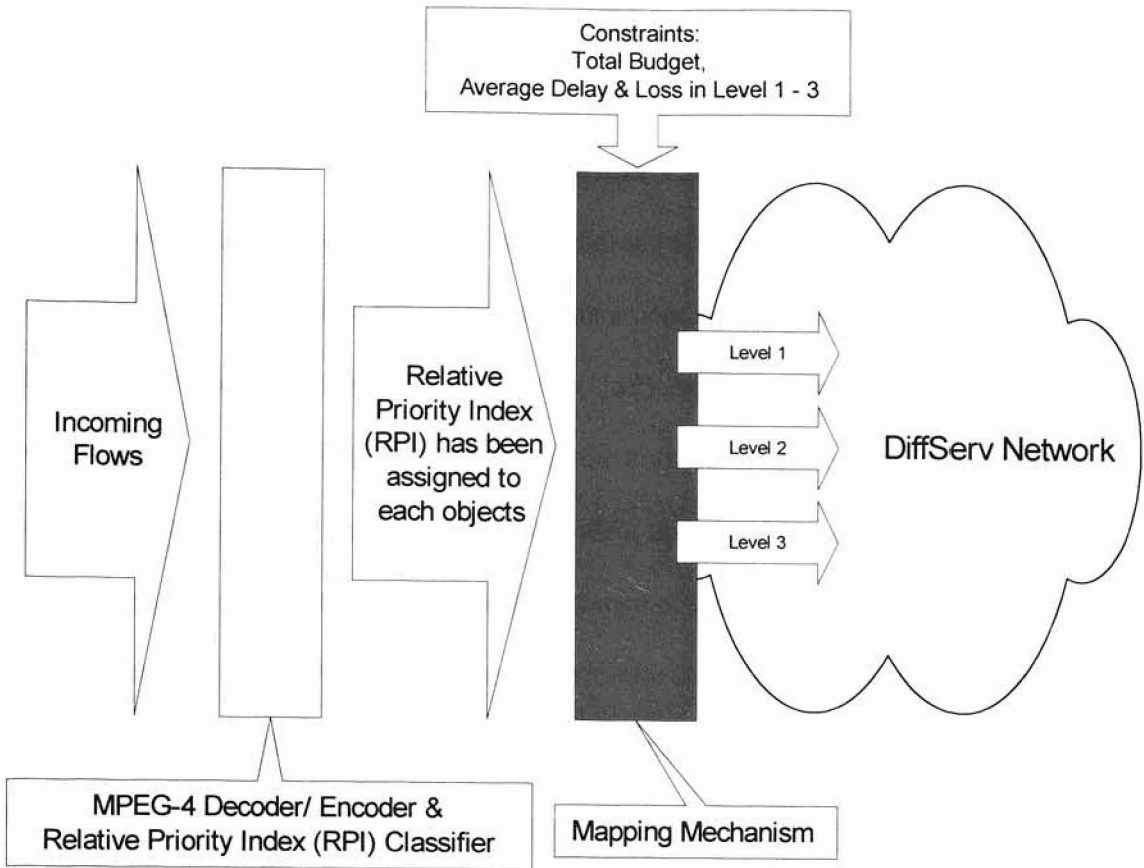 Constraints:
Total Budget,
Average Delay & Loss in Level 1 - 3
Incoming
Flows
Relative
Priority Index
(RPI) has been
assigned to
each objects
Level 1
Level 2
Level 3
DiffServ Network
MPEG-4 Decoder/ Encoder &
Relative Priority Index (RPI) Classifier
Mapping Mechanism